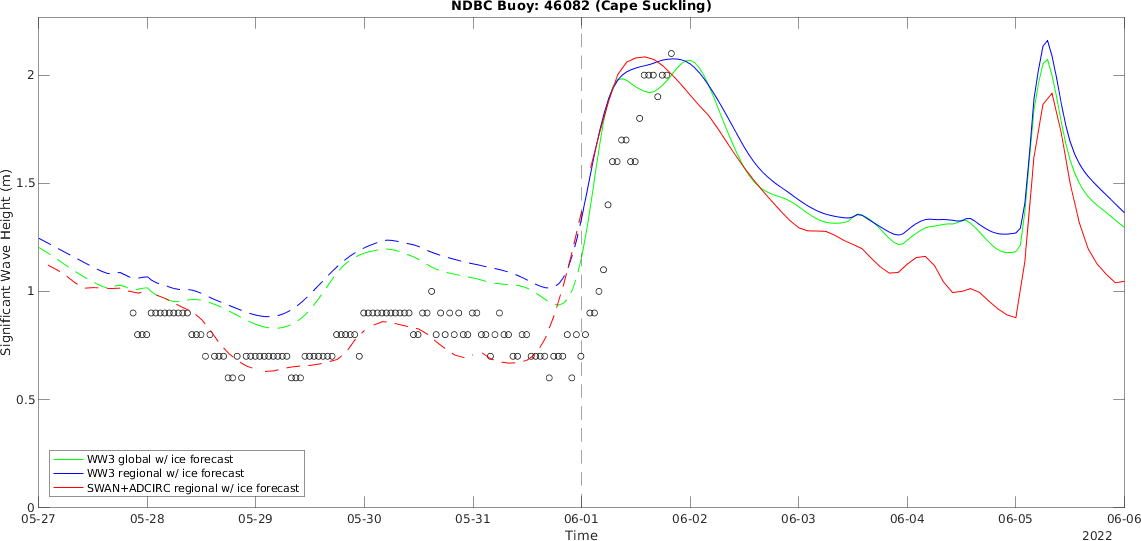 NDBC Buoy: 46082 (Cape Suckling)
Significant Wave Height (m)
2
1.5
1
0.5
0
WW3 global w/ ice forecast
WW3 regional w/ ice forecast
SWAN+ADCIRC regional w/ ice forecast
05-27 05-28 05-29 05-30 05-31 06-01 06-02 06-03 06-04 06-05 06-06
Time
2022